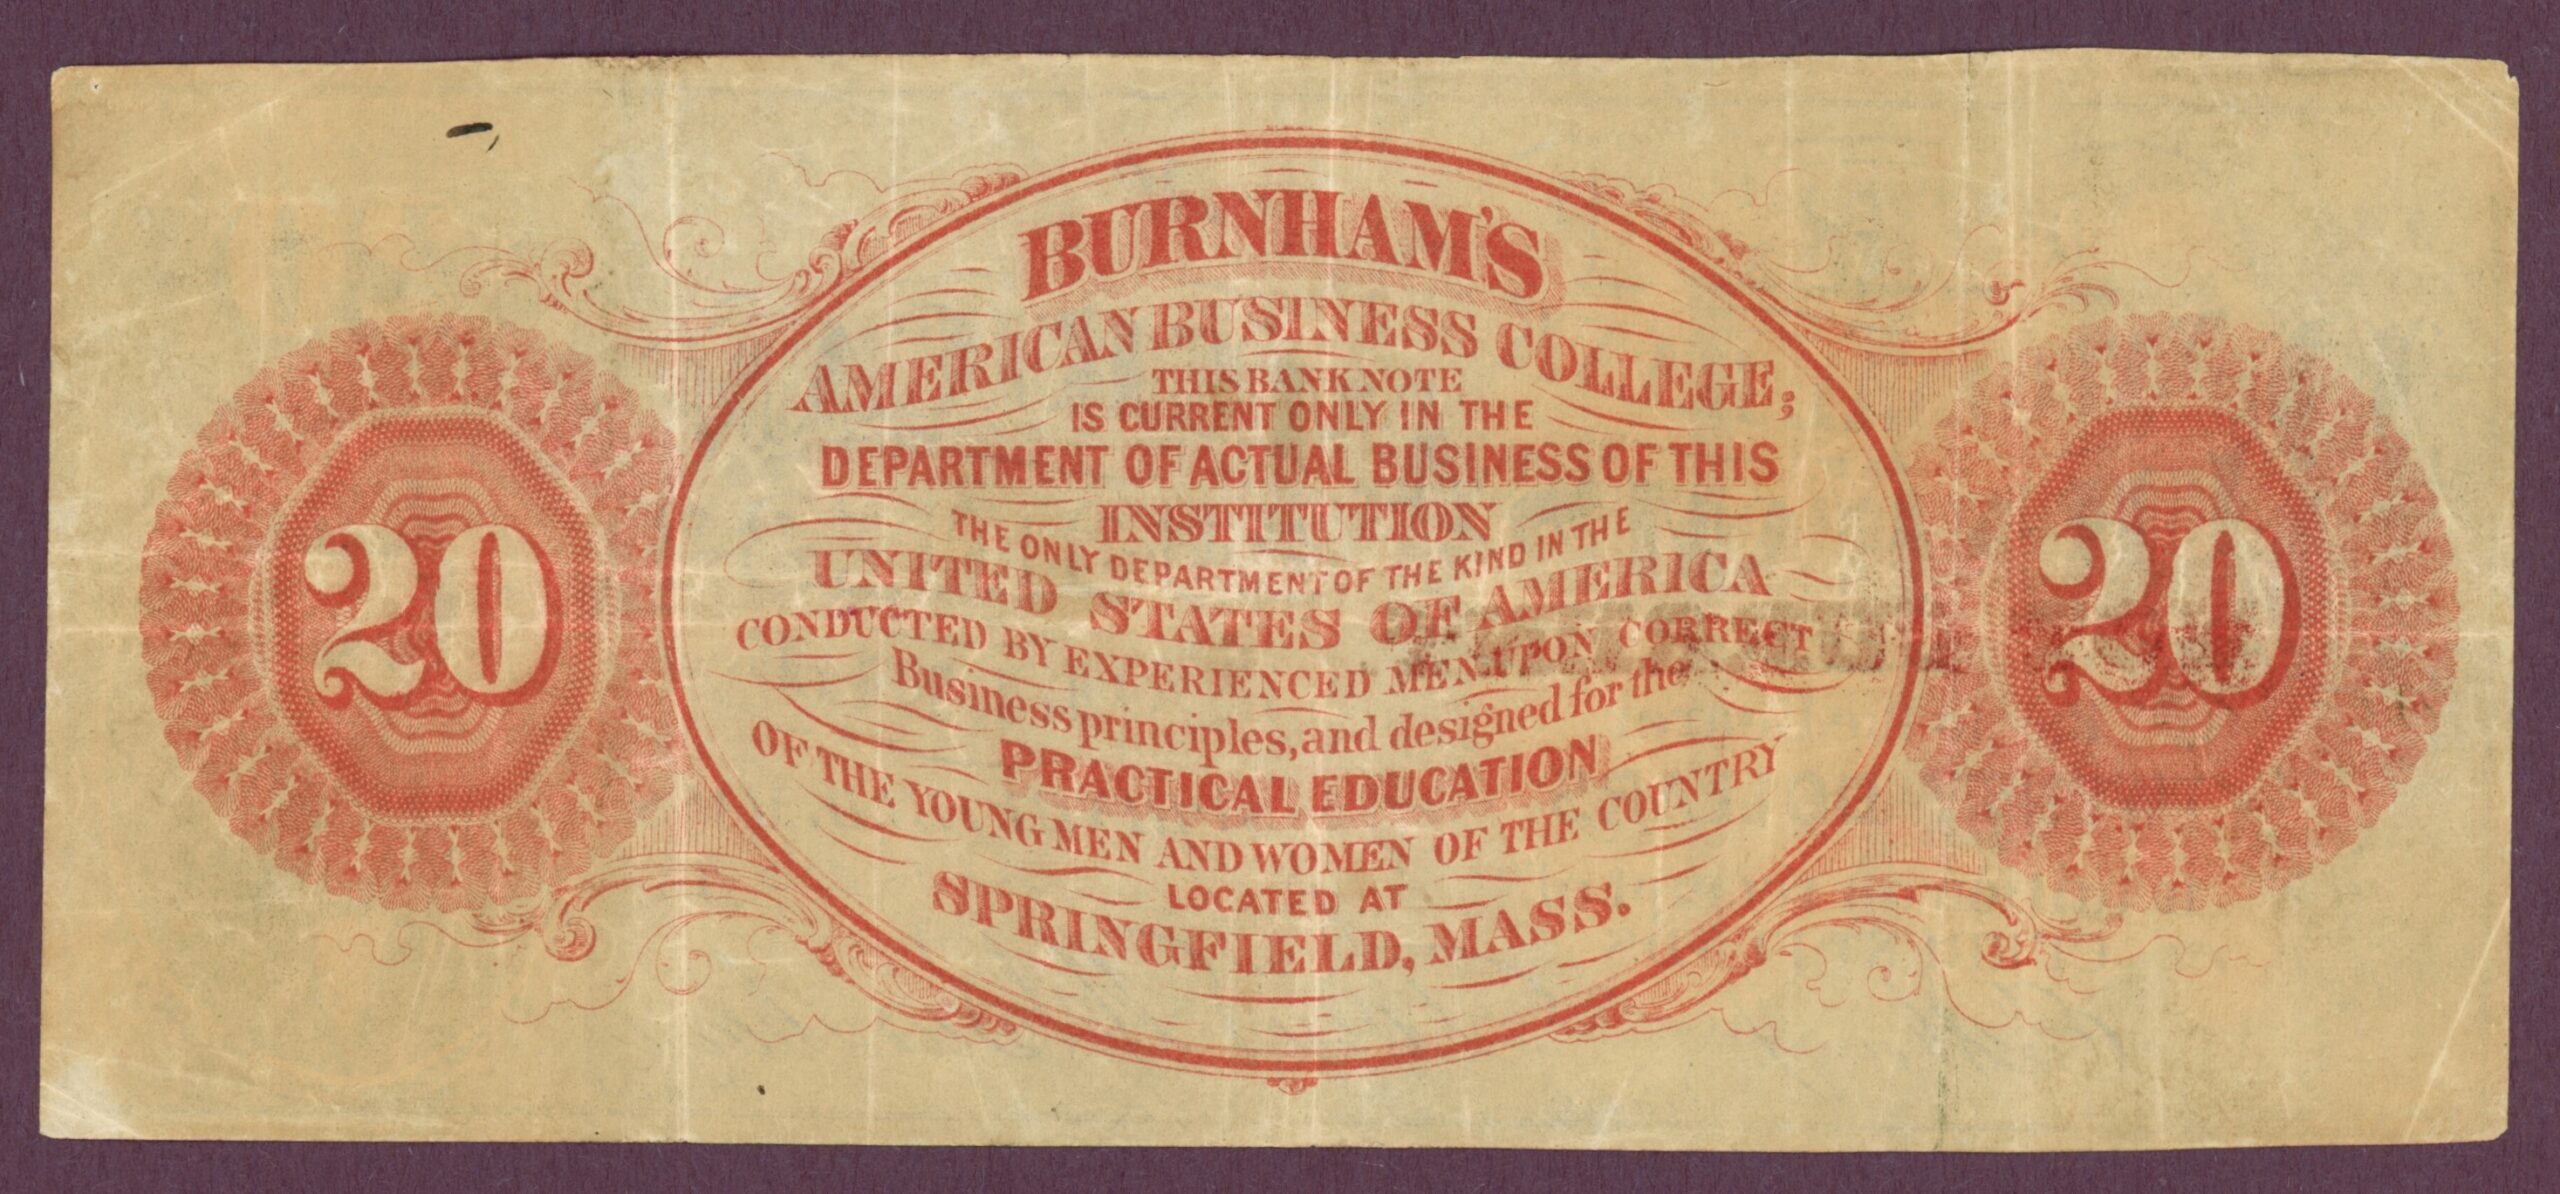 BURNHAM'S
AMERICAN BUSINESS COLLEGE;
THIS BANK NOTE
IS CURRENT ONLY IN THE
DEPARTMENT OF ACTUAL BUSINESS OF THIS
INSTITUTION
THE ONLY DEPARTMENT OF THE KIND IN THE
UNITED STATES OF AMERICA
20
20
CONDUCTED BY EXPERIENCED MEN UPON CORRECT
Business principles, and designed for the
PRACTICAL EDUCATION
OF THE YOUNG MEN AND WOMEN OF THE COUNTRY
LOCATED AT
SPRINGFIELD, MASS.